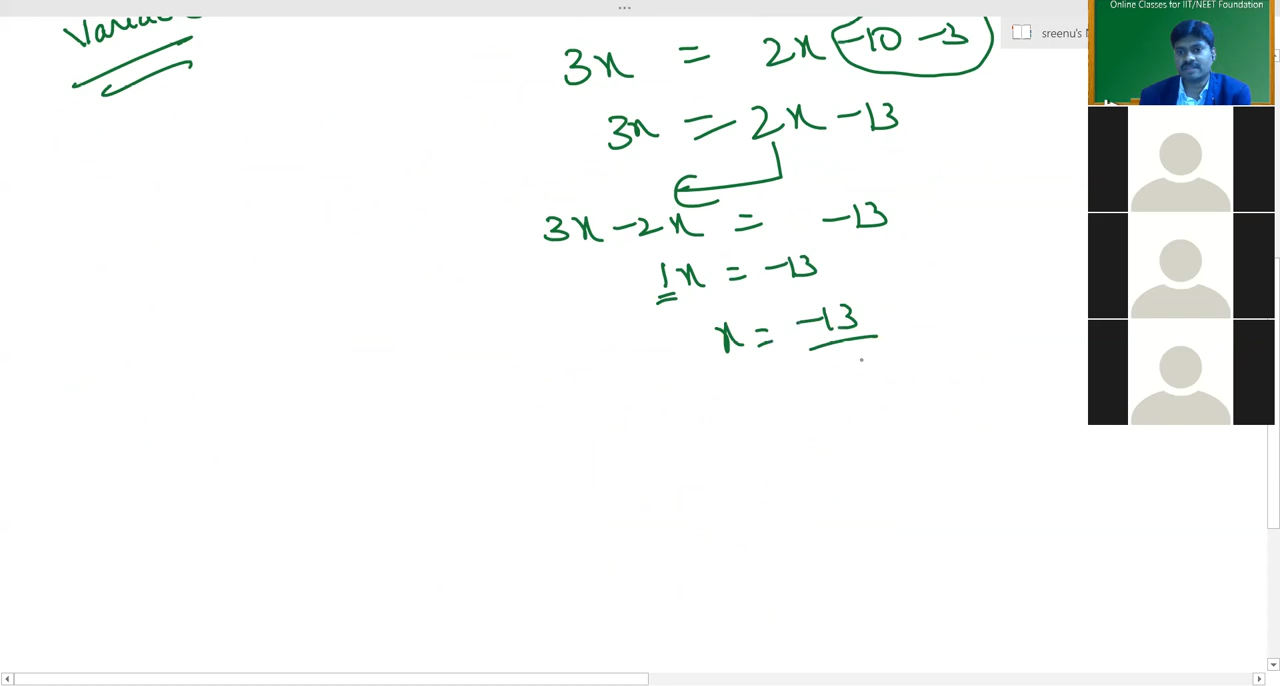 Online Classes for IIT/NEET Foundation
sreenu's
3x = 2x -10 -3
3x = 2x -13
3x -2x = -13
1x = -13
x = -13